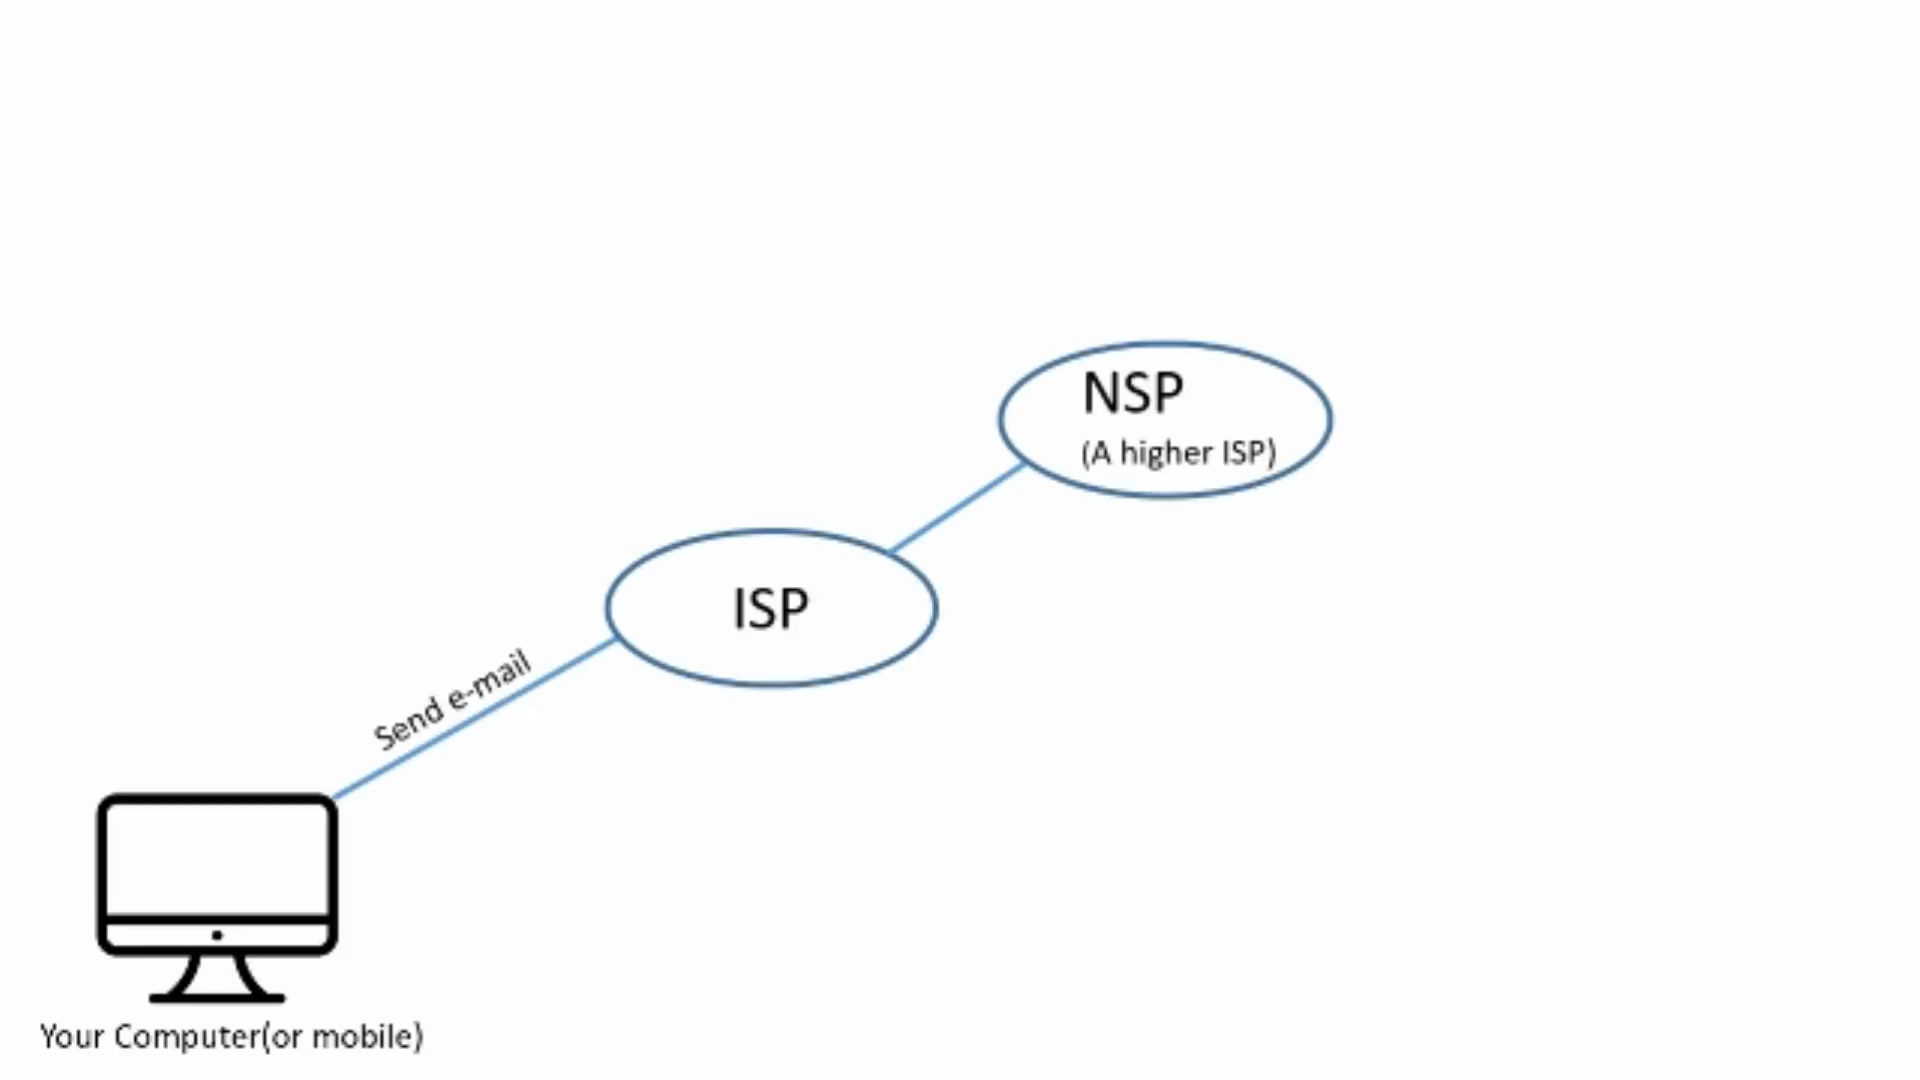 NSP
(A higher ISP)
ISP
Send e-mail
Your Computer(or mobile)